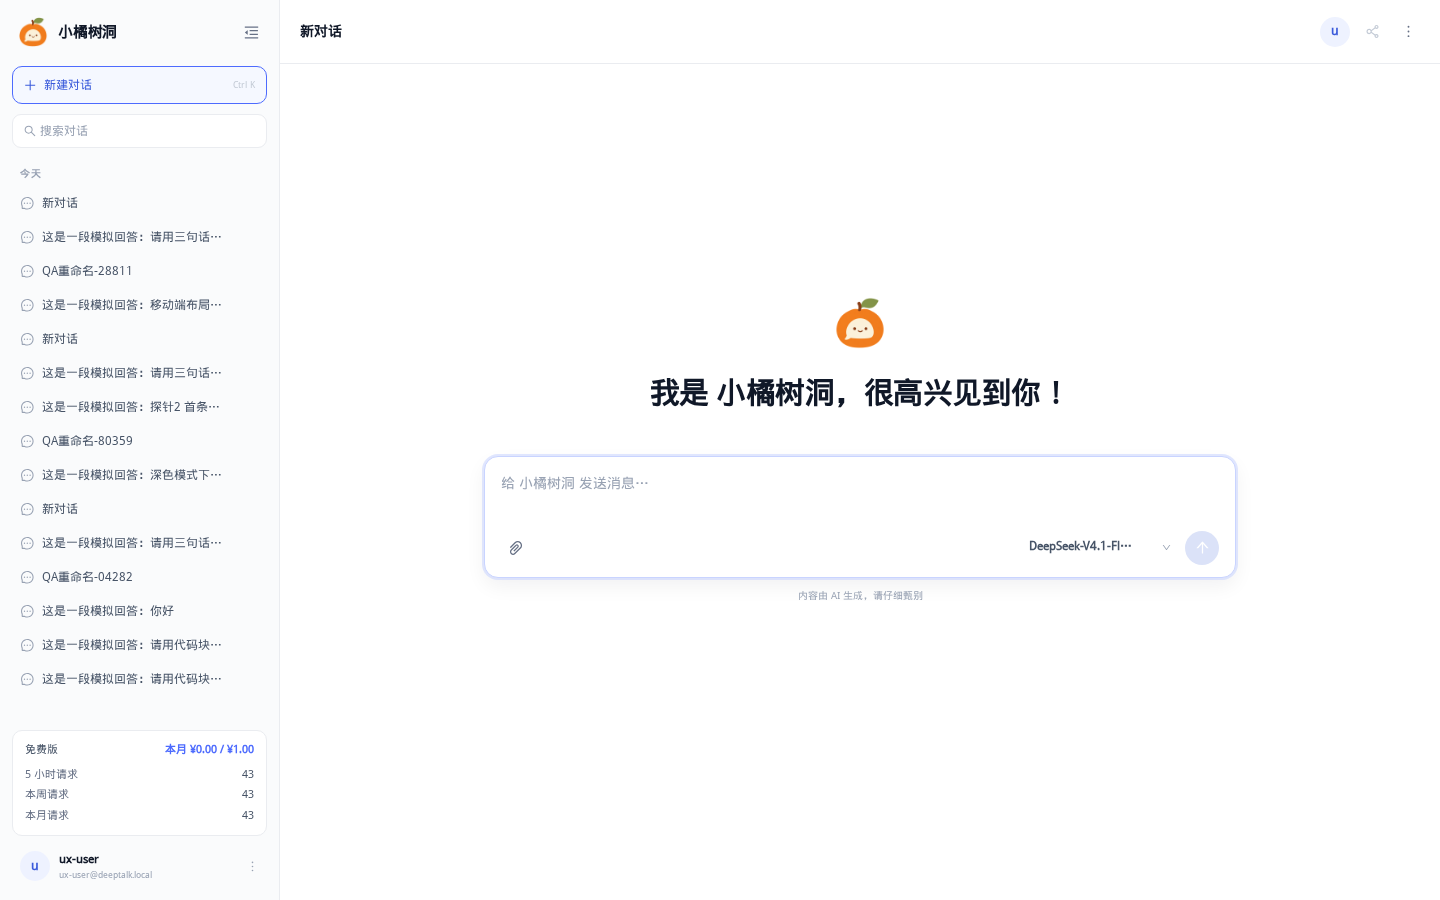 小橘树洞
新建对话
Ctrl K
搜索对话
今天
新对话
这是一段模拟回答：请用三句话…
QA重命名-28811
这是一段模拟回答：移动端布局…
新对话
这是一段模拟回答：请用三句话…
这是一段模拟回答：探针2 首条…
QA重命名-80359
这是一段模拟回答：深色模式下…
新对话
这是一段模拟回答：请用三句话…
QA重命名-04282
这是一段模拟回答：你好
这是一段模拟回答：请用代码块…
这是一段模拟回答：请用代码块…
免费版 本月 ¥0.00 / ¥1.00
5 小时请求 43
本周请求 43
本月请求 43
u
ux-user
ux-user@deeptalk.local
新对话
u
我是 小橘树洞，很高兴见到你！
给 小橘树洞 发送消息…
DeepSeek-V4.1-Fl…
内容由 AI 生成，请仔细甄别